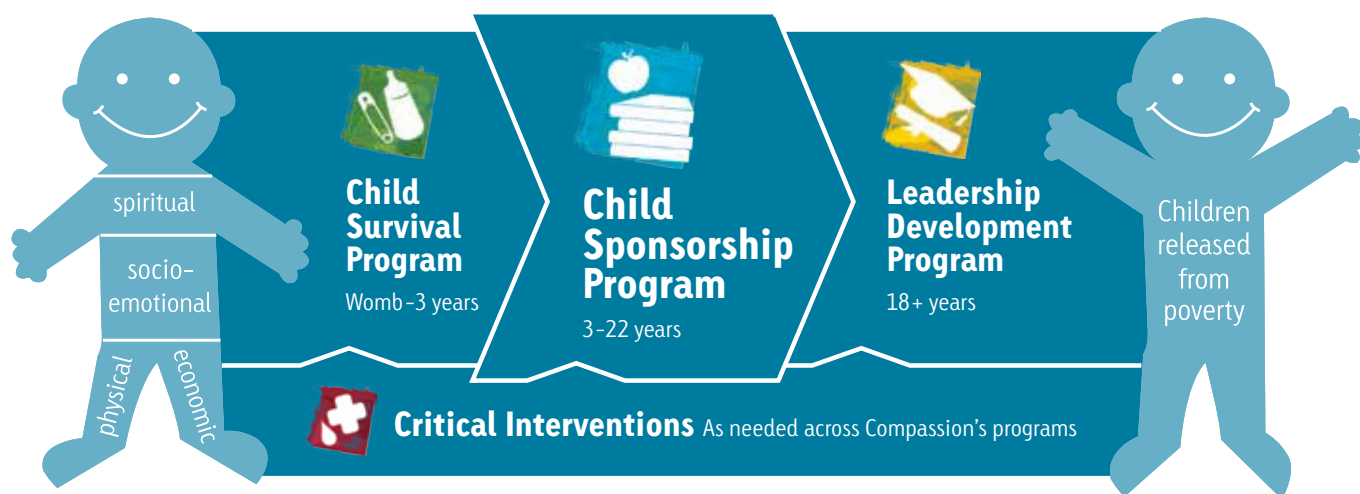 spiritual
socio-
emotional
physical
economic
Child
Survival
Program
Womb–3 years
Child
Sponsorship
Program
3–22 years
Leadership
Development
Program
18+ years
Children
released
from
poverty
Critical Interventions As needed across Compassion's programs